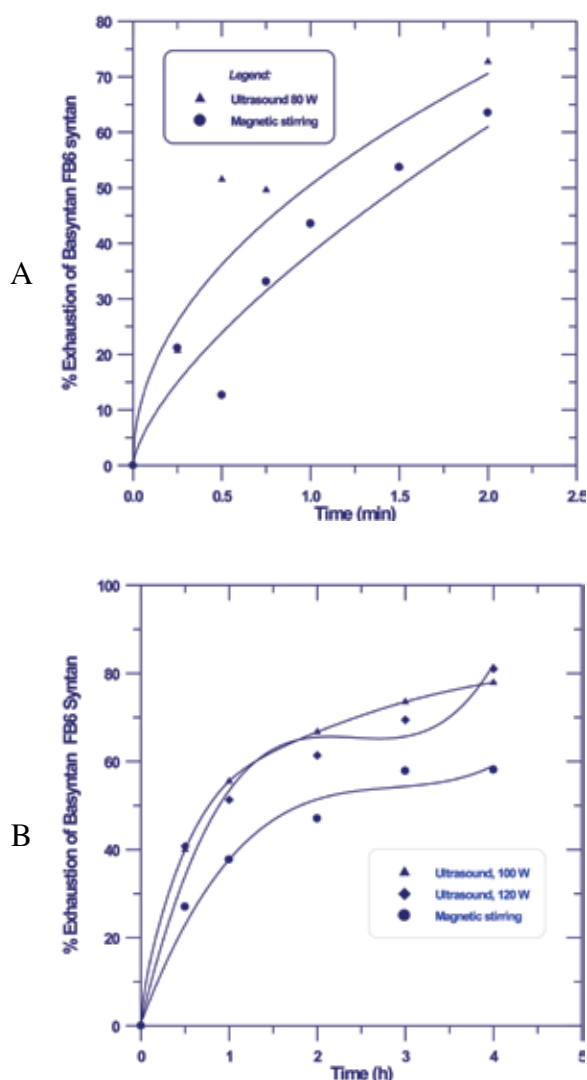 A
% Exhaustion of Basyntan FB6 syntan
80
70
60
50
40
30
20
10
0
Legend:
Ultrasound 80 W
Magnetic stirring
0.0 0.5 1.0 1.5 2.0 2.5
Time (min)
B
% Exhaustion of Basyntan FB6 Syntan
100
80
60
40
20
0
Ultrasound, 100 W
Ultrasound, 120 W
Magnetic stirring
0 1 2 3 4 5
Time (h)